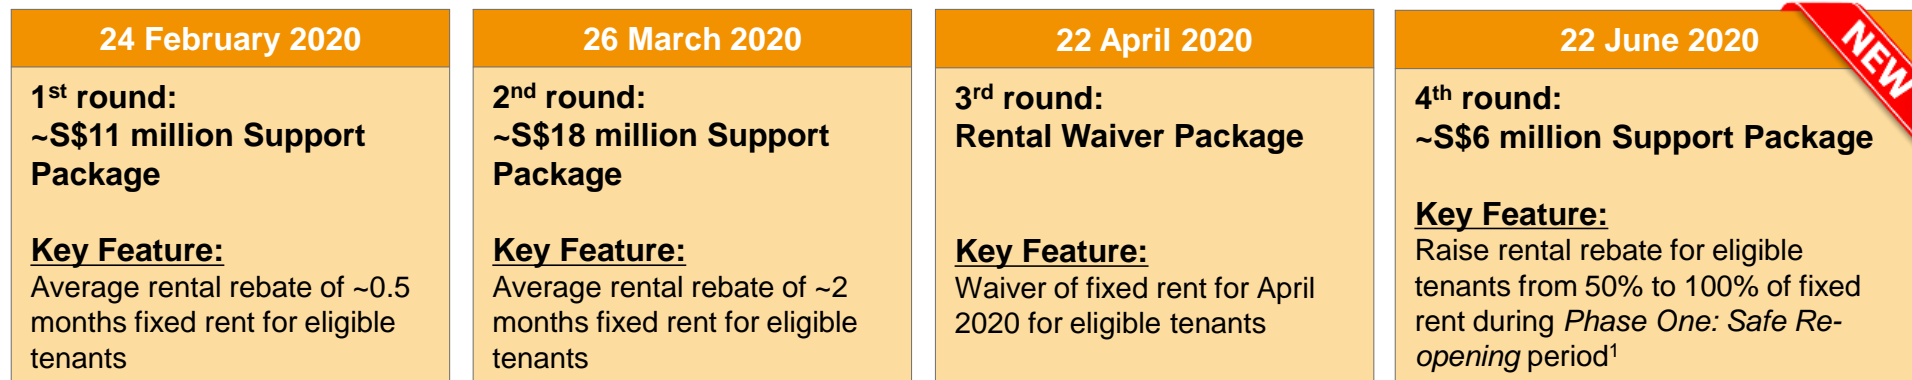 24 February 2020
1st round:
~S$11 million Support
Package
Key Feature:
Average rental rebate of ~0.5
months fixed rent for eligible
tenants
26 March 2020
2nd round:
~S$18 million Support
Package
Key Feature:
Average rental rebate of ~2
months fixed rent for eligible
tenants
22 April 2020
3rd round:
Rental Waiver Package
Key Feature:
Waiver of fixed rent for April
2020 for eligible tenants
22 June 2020
NEW
4th round:
~S$6 million Support Package
Key Feature:
Raise rental rebate for eligible
tenants from 50% to 100% of fixed
rent during Phase One: Safe Re-
opening period1